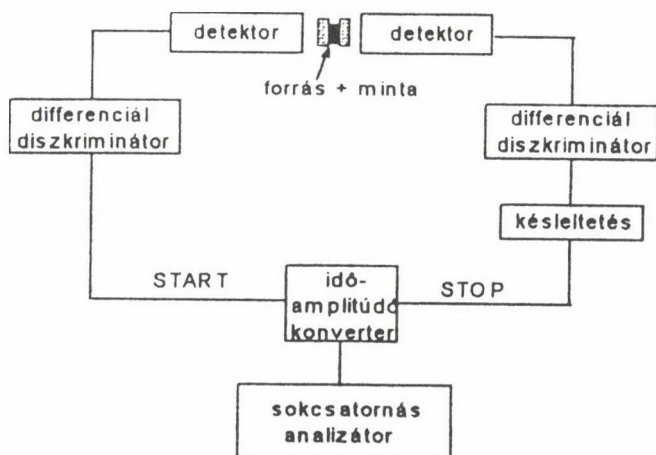 detektor
detektor
forrás + minta
differenciál
diszkriminátor
differenciál
diszkriminátor
késleltetés
START
idő-
amplitúdó
konverter
STOP
sokcsatornás
analizátor